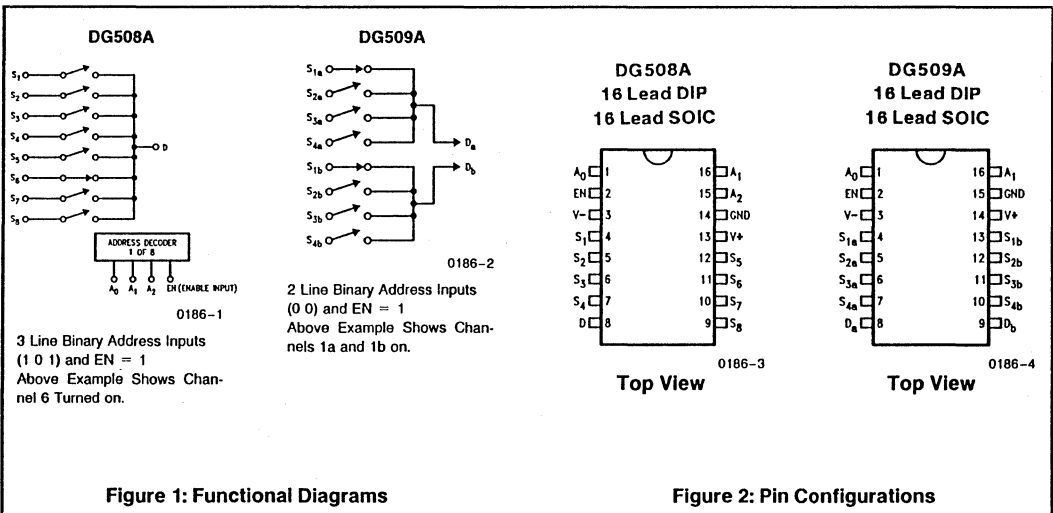 DG508A
S1
S2
S3
S4
S5
S6
S7
S8
D
ADDRESS DECODER
1 OF 8
A0 A1 A2 EN (ENABLE INPUT)
0186-1
3 Line Binary Address Inputs
(1 0 1) and EN = 1
Above Example Shows Chan-
nel 6 Turned on.
DG509A
S1a
S2a
S3a
S4a
Da
S1b
Db
S2b
S3b
S4b
0186-2
2 Line Binary Address Inputs
(0 0) and EN = 1
Above Example Shows Chan-
nels 1a and 1b on.
Figure 1: Functional Diagrams
DG508A
16 Lead DIP
16 Lead SOIC
A0 1 16 A1
EN 2 15 A2
V- 3 14 GND
S1 4 13 V+
S2 5 12 S5
S3 6 11 S6
S4 7 10 S7
D 8 9 S8
0186-3
Top View
DG509A
16 Lead DIP
16 Lead SOIC
A0 1 16 A1
EN 2 15 GND
V- 3 14 V+
S1a 4 13 S1b
S2a 5 12 S2b
S3a 6 11 S3b
S4a 7 10 S4b
Da 8 9 Db
0186-4
Top View
Figure 2: Pin Configurations